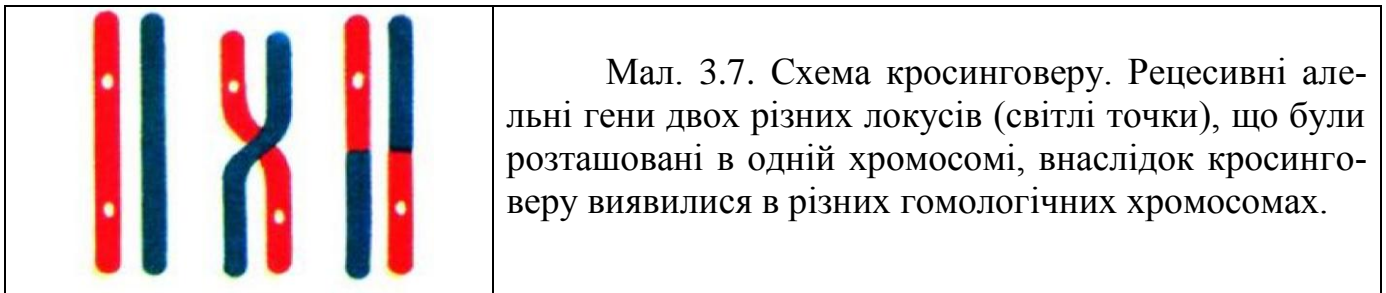 Мал. 3.7. Схема кросинговеру. Рецесивні але-
льні гени двох різних локусів (світлі точки), що були
розташовані в одній хромосомі, внаслідок кросинго-
веру виявилися в різних гомологічних хромосомах.